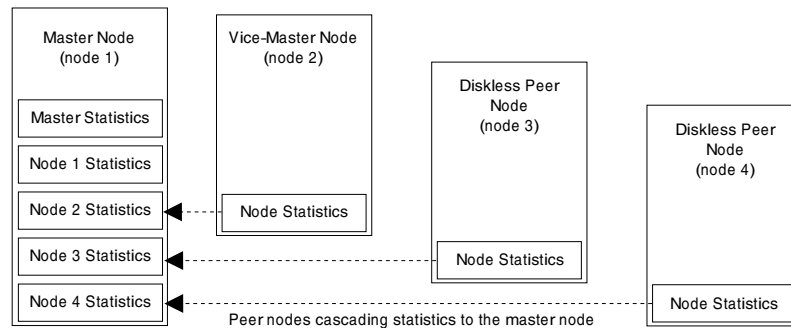 Master Node
(node 1)
Master Statistics
Node 1 Statistics
Node 2 Statistics
Node 3 Statistics
Node 4 Statistics
Vice-Master Node
(node 2)
Node Statistics
Diskless Peer
Node
(node 3)
Node Statistics
Diskless Peer
Node
(node 4)
Node Statistics
Peer nodes cascading statistics to the master node